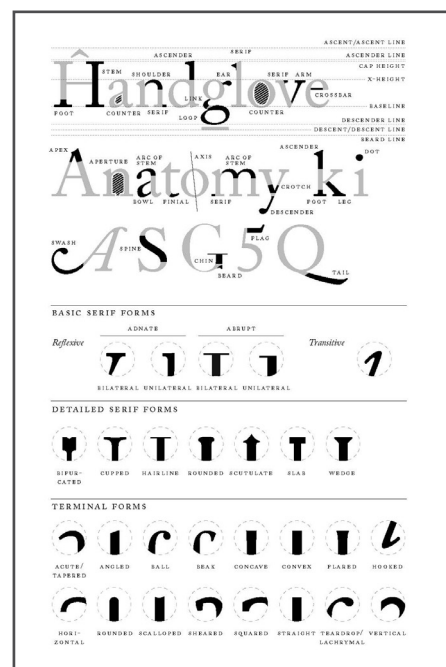 ASCENT/ASCENT LINE
SERIF
ASCENDER
ASCENDER LINE
CAP HEIGHT
STEM SHOULDER EAR SERIF ARM
X-HEIGHT
Ĥandglove
LINK
CROSSBAR
BASELINE
FOOT COUNTER SERIF COUNTER
LOOP
DESCENDER LINE
DESCENT/DESCENT LINE
BEARD LINE
APEX ARC OF STEM AXIS ARC OF STEM ASCENDER DOT
APERTURE
Anatomy k i
CROTCH
BOWL FINIAL SERIF FOOT LEG
DESCENDER
FLAG
SWASH SPINE
A S G 5 Q
CHIN
BEARD
TAIL
BASIC SERIF FORMS
ADNATE ABRUPT
Reflexive Transitive
BILATERAL UNILATERAL BILATERAL UNILATERAL
DETAILED SERIF FORMS
BIFUR-
CATED CUPPED HAIRLINE ROUNDED SCUTULATE SLAB WEDGE
TERMINAL FORMS
ACUTE/
TAPERED ANGLED BALL BEAK CONCAVE CONVEX FLARED HOOKED
HORI-
ZONTAL ROUNDED SCALLOPED SHEARED SQUARED STRAIGHT TEARDROP/
LACHRYMAL VERTICAL